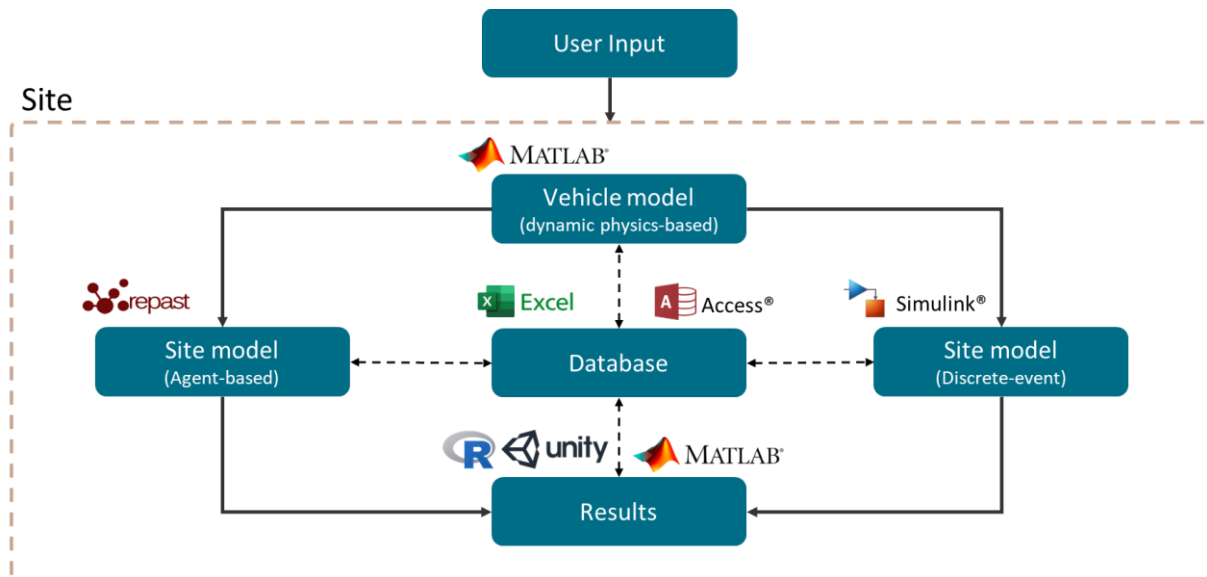 User Input
Site
MATLAB®
Vehicle model
(dynamic physics-based)
repast
Excel
Access®
Simulink®
Site model
(Agent-based)
Database
Site model
(Discrete-event)
R unity MATLAB®
Results